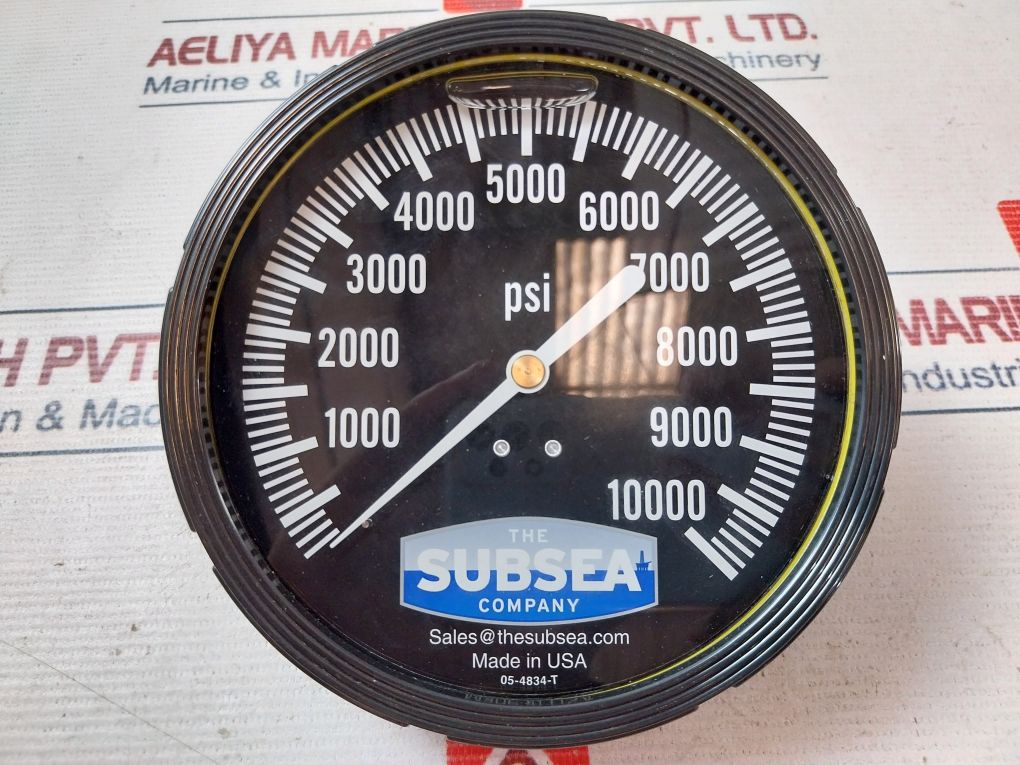 AELIYA MAR PVT. LTD.
Marine & In chinery
5000
4000
6000
3000
7000
psi
2000
8000
1000
9000
10000
THE
SUBSEA
COMPANY
Sales@thesubsea.com
Made in USA
05-4834-T
H PVT.
n & Mac
MARIN
ndustri